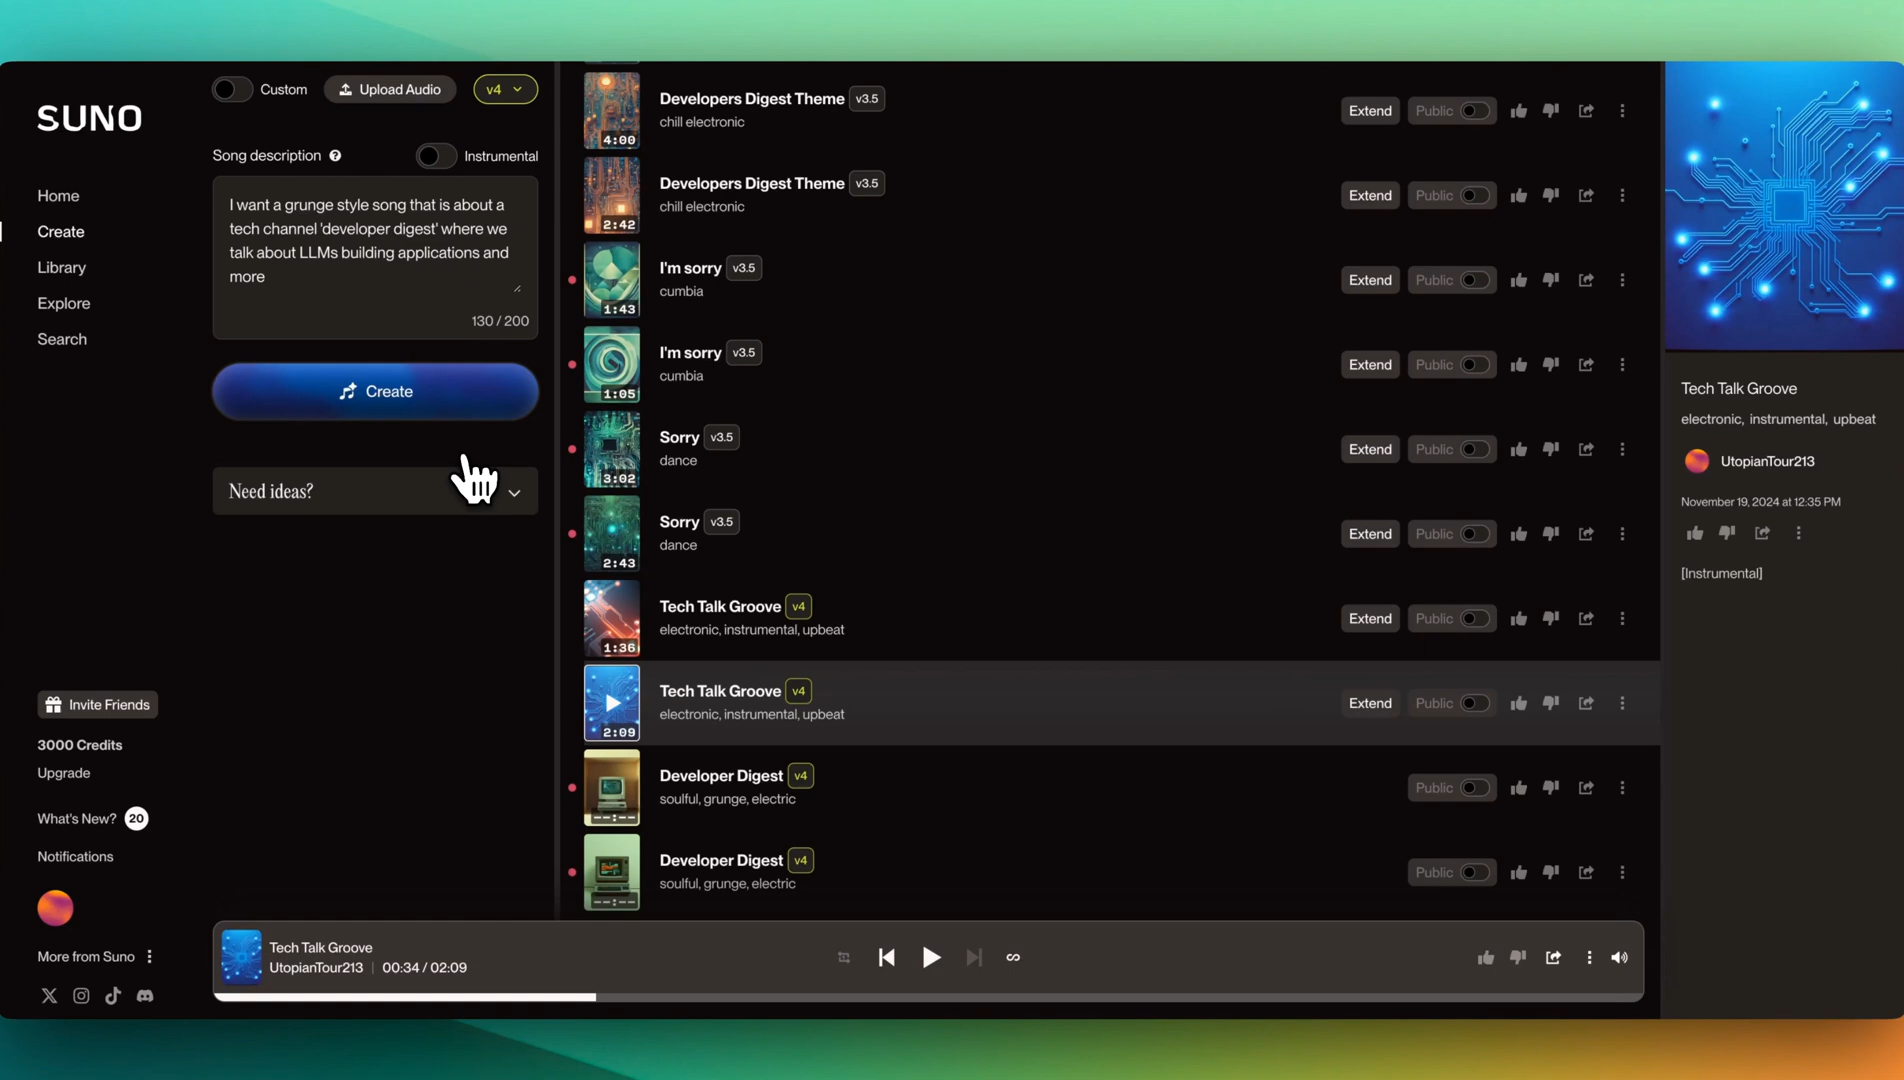 SUNO
Home
Create
Library
Explore
Search
Invite Friends
3000 Credits
Upgrade
What's New? 20
Notifications
More from Suno
Custom
Upload Audio
v4
Song description
Instrumental
I want a grunge style song that is about a
tech channel 'developer digest' where we
talk about LLMs building applications and
more
130 / 200
Create
Need ideas?
4:00
Developers Digest Theme v3.5
chill electronic
Extend
Public
2:42
Developers Digest Theme v3.5
chill electronic
Extend
Public
1:43
I'm sorry v3.5
cumbia
Extend
Public
1:05
I'm sorry v3.5
cumbia
Extend
Public
3:02
Sorry v3.5
dance
Extend
Public
2:43
Sorry v3.5
dance
Extend
Public
1:36
Tech Talk Groove v4
electronic, instrumental, upbeat
Extend
Public
2:09
Tech Talk Groove v4
electronic, instrumental, upbeat
Extend
Public
--:--
Developer Digest v4
soulful, grunge, electric
Public
--:--
Developer Digest v4
soulful, grunge, electric
Public
Tech Talk Groove
electronic, instrumental, upbeat
UtopianTour213
November 19, 2024 at 12:35 PM
[Instrumental]
Tech Talk Groove
UtopianTour213 | 00:34 / 02:09